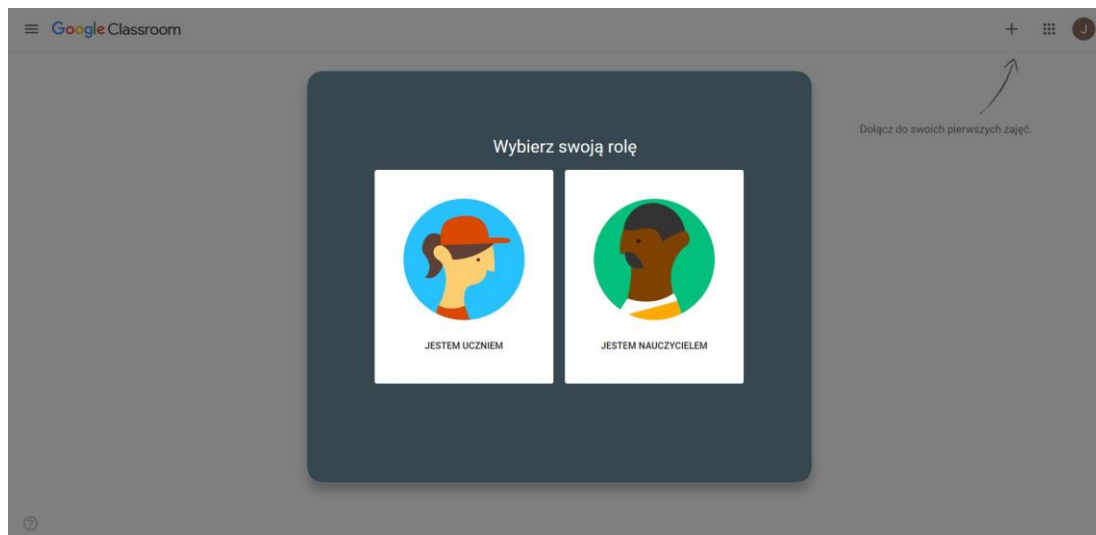 Google Classroom
J
Dołącz do swoich pierwszych zajęć.
Wybierz swoją rolę
JESTEM UCZNIEM
JESTEM NAUCZYCIELEM